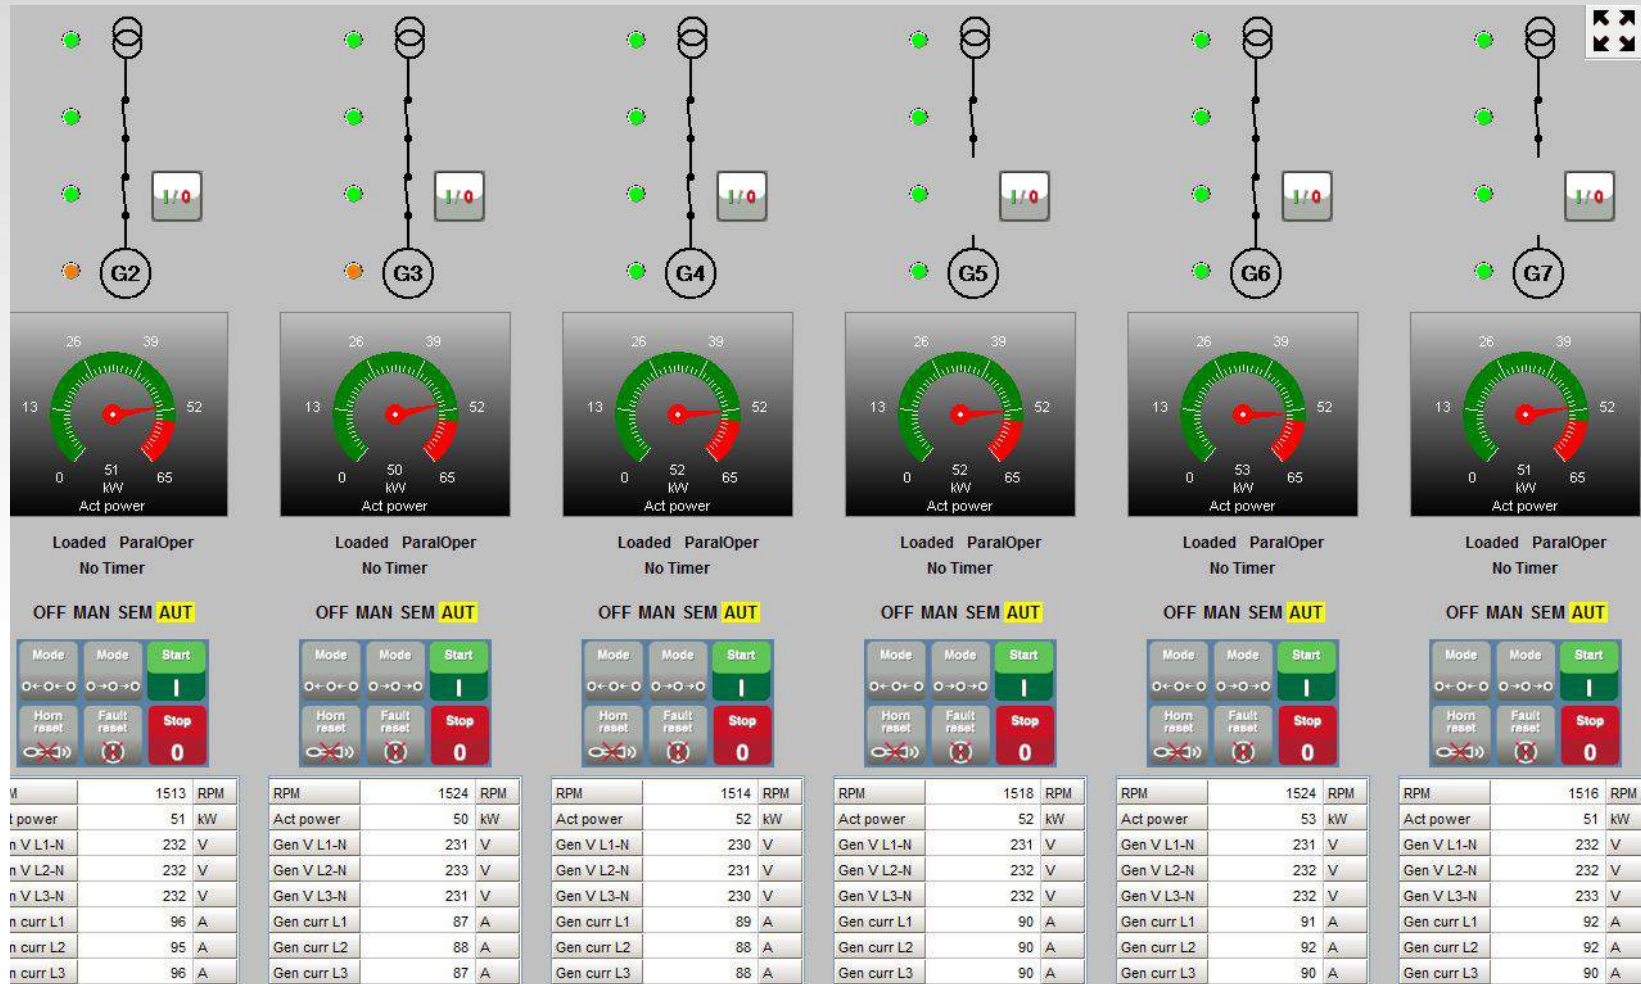 I/0 I/0 I/0 I/0 I/0 I/0
G2 G3 G4 G5 G6 G7
26 39 26 39 26 39 26 39 26 39 26 39
13 52 13 52 13 52 13 52 13 52 13 52
0 51 65 0 50 65 0 52 65 0 52 65 0 53 65 0 51 65
kW kW kW kW kW kW
Act power Act power Act power Act power Act power Act power
Loaded ParalOper Loaded ParalOper Loaded ParalOper Loaded ParalOper Loaded ParalOper Loaded ParalOper
No Timer No Timer No Timer No Timer No Timer No Timer
OFF MAN SEM AUT OFF MAN SEM AUT OFF MAN SEM AUT OFF MAN SEM AUT OFF MAN SEM AUT OFF MAN SEM AUT
Mode Mode Start Mode Mode Start Mode Mode Start Mode Mode Start Mode Mode Start Mode Mode Start
I I I I I I
Horn Fault Stop Horn Fault Stop Horn Fault Stop Horn Fault Stop Horn Fault Stop Horn Fault Stop
reset reset reset reset reset reset reset reset reset reset reset reset
0 0 0 0 0 0
M 1513 RPM RPM 1524 RPM RPM 1514 RPM RPM 1518 RPM RPM 1524 RPM RPM 1516 RPM
t power 51 kW Act power 50 kW Act power 52 kW Act power 52 kW Act power 53 kW Act power 51 kW
n V L1-N 232 V Gen V L1-N 231 V Gen V L1-N 230 V Gen V L1-N 231 V Gen V L1-N 231 V Gen V L1-N 232 V
n V L2-N 232 V Gen V L2-N 233 V Gen V L2-N 231 V Gen V L2-N 232 V Gen V L2-N 232 V Gen V L2-N 232 V
n V L3-N 232 V Gen V L3-N 231 V Gen V L3-N 230 V Gen V L3-N 232 V Gen V L3-N 232 V Gen V L3-N 233 V
n curr L1 96 A Gen curr L1 87 A Gen curr L1 89 A Gen curr L1 90 A Gen curr L1 91 A Gen curr L1 92 A
n curr L2 95 A Gen curr L2 88 A Gen curr L2 88 A Gen curr L2 90 A Gen curr L2 92 A Gen curr L2 92 A
n curr L3 96 A Gen curr L3 87 A Gen curr L3 88 A Gen curr L3 90 A Gen curr L3 90 A Gen curr L3 90 A